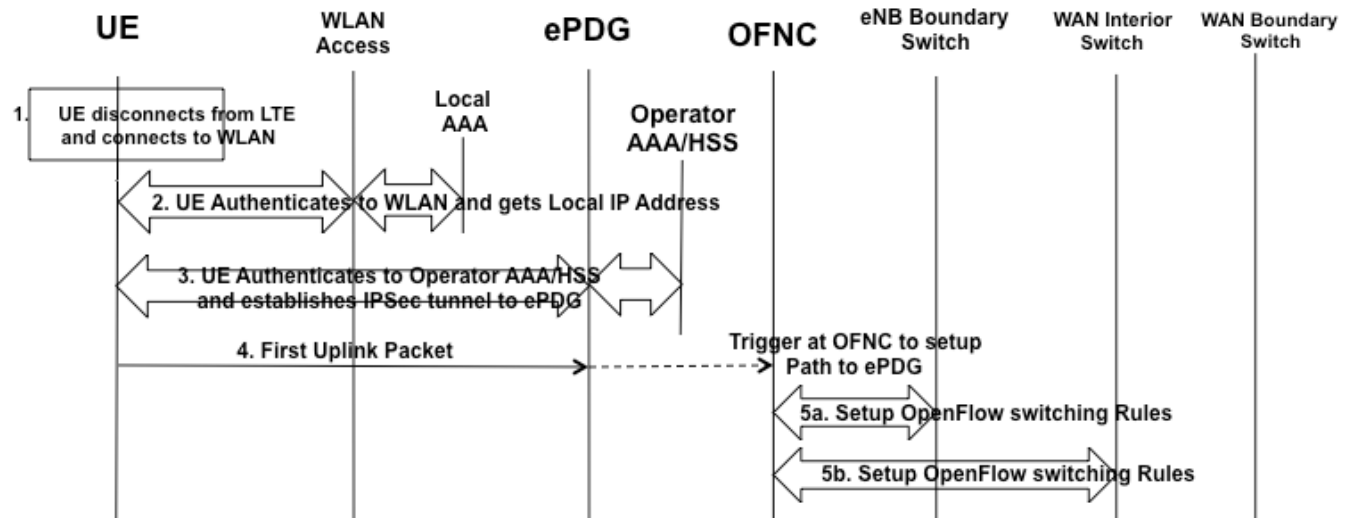 UE
WLAN
Access
ePDG
OFNC
eNB Boundary
Switch
WAN Interior
Switch
WAN Boundary
Switch
1. UE disconnects from LTE
and connects to WLAN
Local
AAA
Operator
AAA/HSS
2. UE Authenticates to WLAN and gets Local IP Address
3. UE Authenticates to Operator AAA/HSS
and establishes IPSec tunnel to ePDG
4. First Uplink Packet
Trigger at OFNC to setup
Path to ePDG
5a. Setup OpenFlow switching Rules
5b. Setup OpenFlow switching Rules